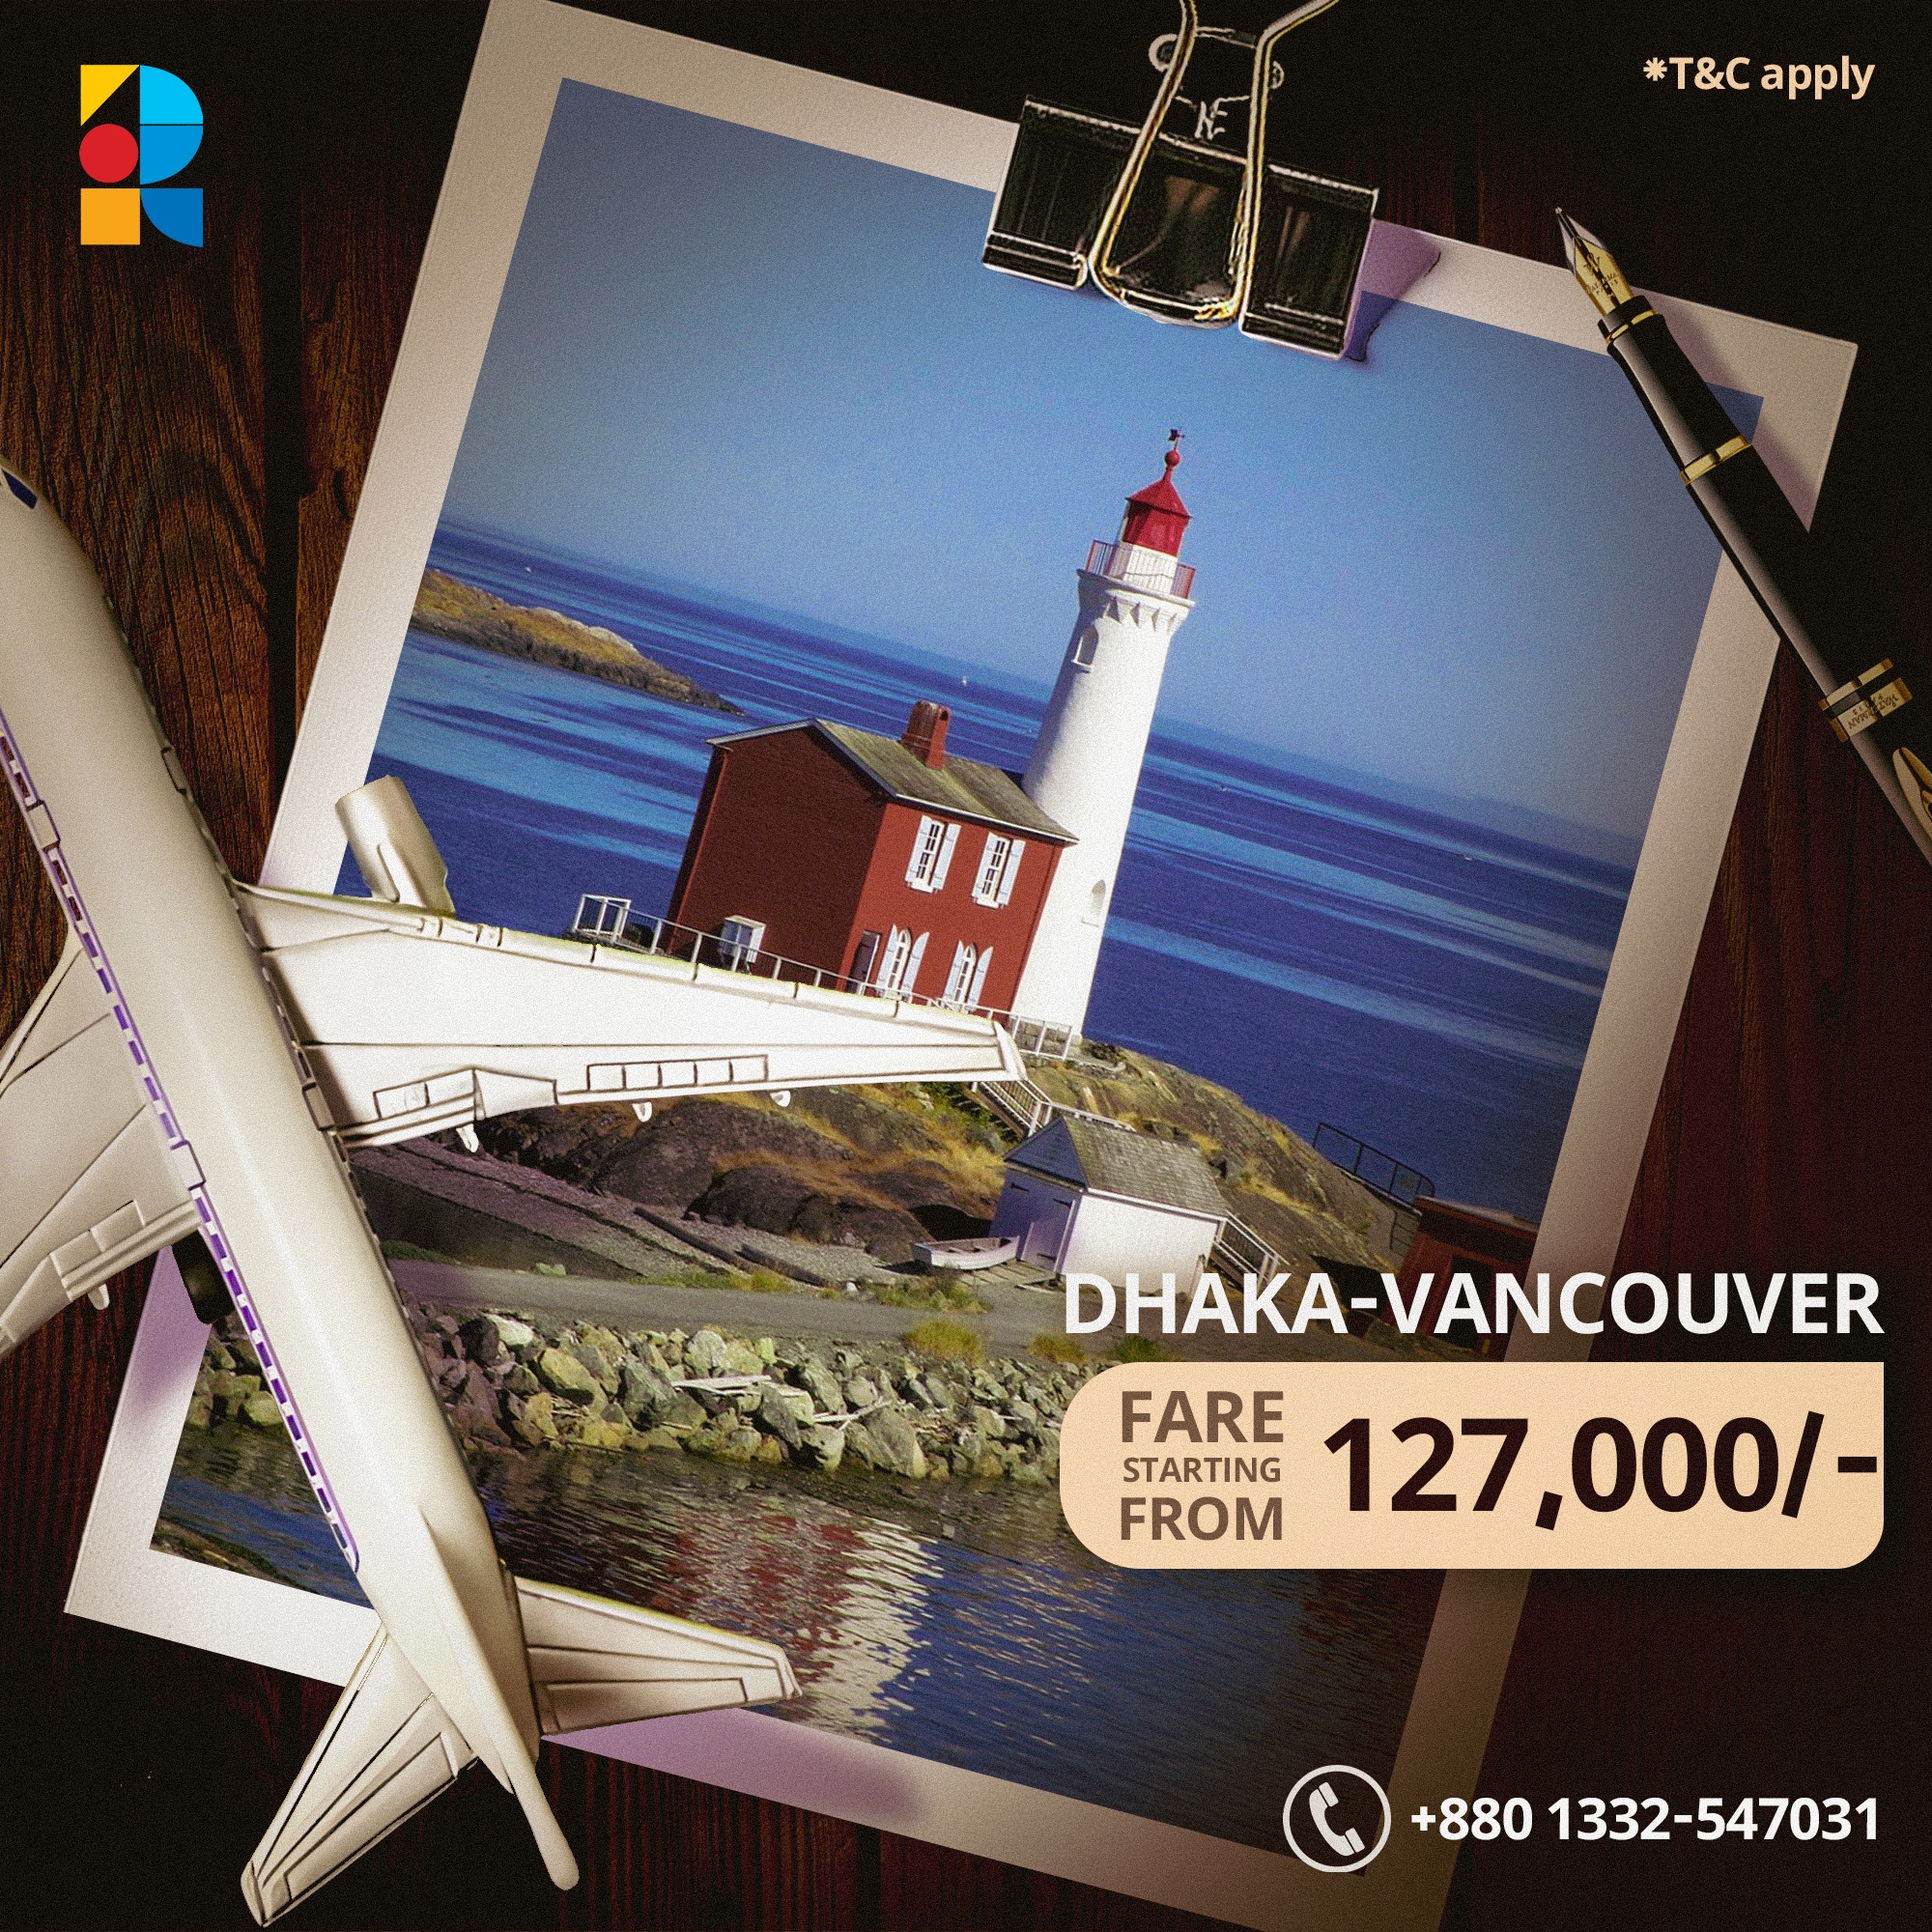 *T&C apply
DHAKA-VANCOUVER
FARE
STARTING
FROM
127,000/-
+880 1332-547031